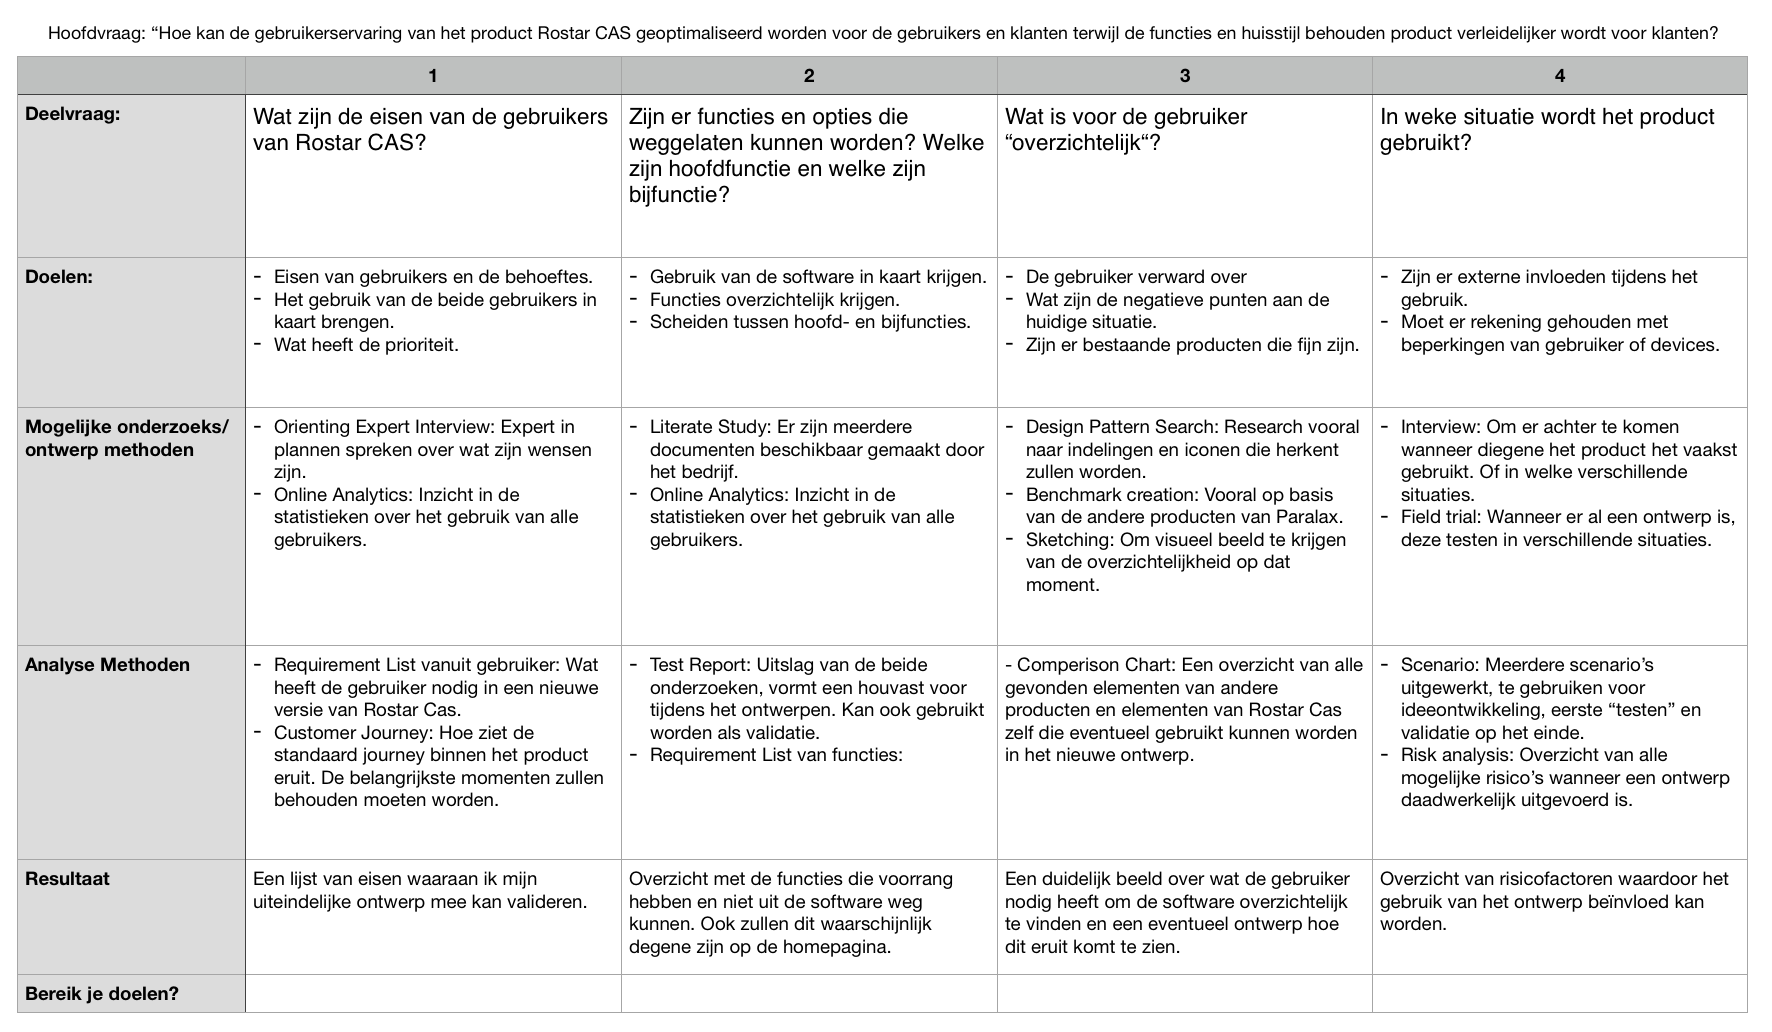 Hoofdvraag: “Hoe kan de gebruikerservaring van het product Rostar CAS geoptimaliseerd worden voor de gebruikers en klanten terwijl de functies en huisstijl behouden product verleidelijker wordt voor klanten?
1
2
3
4
Deelvraag:
Wat zijn de eisen van de gebruikers
van Rostar CAS?
Zijn er functies en opties die
weggelaten kunnen worden? Welke
zijn hoofdfunctie en welke zijn
bijfunctie?
Wat is voor de gebruiker
“overzichtelijk“?
In weke situatie wordt het product
gebruikt?
Doelen:
- Eisen van gebruikers en de behoeftes.
- Het gebruik van de beide gebruikers in
kaart brengen.
- Wat heeft de prioriteit.
- Gebruik van de software in kaart krijgen.
- Functies overzichtelijk krijgen.
- Scheiden tussen hoofd- en bijfuncties.
- De gebruiker verward over
- Wat zijn de negatieve punten aan de
huidige situatie.
- Zijn er bestaande producten die fijn zijn.
- Zijn er externe invloeden tijdens het
gebruik.
- Moet er rekening gehouden met
beperkingen van gebruiker of devices.
Mogelijke onderzoeks/
ontwerp methoden
- Orienting Expert Interview: Expert in
plannen spreken over wat zijn wensen
zijn.
- Online Analytics: Inzicht in de
statistieken over het gebruik van alle
gebruikers.
- Literate Study: Er zijn meerdere
documenten beschikbaar gemaakt door
het bedrijf.
- Online Analytics: Inzicht in de
statistieken over het gebruik van alle
gebruikers.
- Design Pattern Search: Research vooral
naar indelingen en iconen die herkent
zullen worden.
- Benchmark creation: Vooral op basis
van de andere producten van Paralax.
- Sketching: Om visueel beeld te krijgen
van de overzichtelijkheid op dat
moment.
- Interview: Om er achter te komen
wanneer diegene het product het vaakst
gebruikt. Of in welke verschillende
situaties.
- Field trial: Wanneer er al een ontwerp is,
deze testen in verschillende situaties.
Analyse Methoden
- Requirement List vanuit gebruiker: Wat
heeft de gebruiker nodig in een nieuwe
versie van Rostar Cas.
- Customer Journey: Hoe ziet de
standaard journey binnen het product
eruit. De belangrijkste momenten zullen
behouden moeten worden.
- Test Report: Uitslag van de beide
onderzoeken, vormt een houvast voor
tijdens het ontwerpen. Kan ook gebruikt
worden als validatie.
- Requirement List van functies:
- Comperison Chart: Een overzicht van alle
gevonden elementen van andere
producten en elementen van Rostar Cas
zelf die eventueel gebruikt kunnen worden
in het nieuwe ontwerp.
- Scenario: Meerdere scenario’s
uitgewerkt, te gebruiken voor
ideeontwikkeling, eerste “testen” en
validatie op het einde.
- Risk analysis: Overzicht van alle
mogelijke risico’s wanneer een ontwerp
daadwerkelijk uitgevoerd is.
Resultaat
Een lijst van eisen waaraan ik mijn
uiteindelijke ontwerp mee kan valideren.
Overzicht met de functies die voorrang
hebben en niet uit de software weg
kunnen. Ook zullen dit waarschijnlijk
degene zijn op de homepagina.
Een duidelijk beeld over wat de gebruiker
nodig heeft om de software overzichtelijk
te vinden en een eventueel ontwerp hoe
dit eruit komt te zien.
Overzicht van risicofactoren waardoor het
gebruik van het ontwerp beïnvloed kan
worden.
Bereik je doelen?